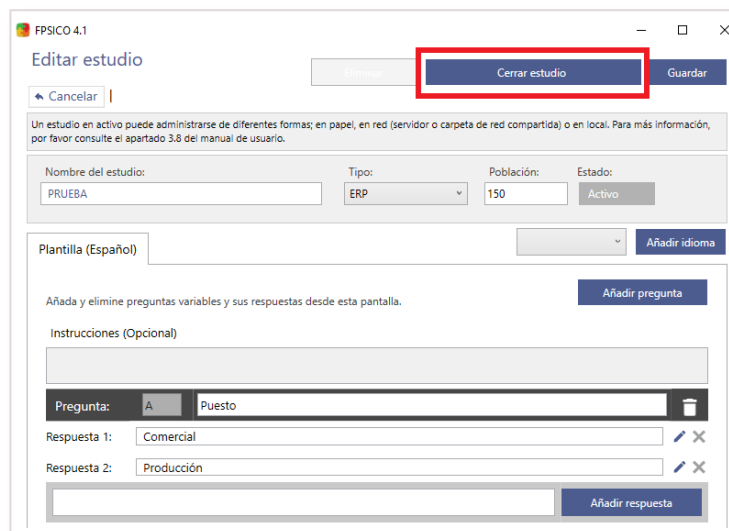 FPSICO 4.1
Editar estudio
Eliminar
Cerrar estudio
Guardar
Cancelar
Un estudio en activo puede administrarse de diferentes formas; en papel, en red (servidor o carpeta de red compartida) o en local. Para más información,
por favor consulte el apartado 3.8 del manual de usuario.
Nombre del estudio:
Tipo:
Población:
Estado:
PRUEBA
ERP
150
Activo
Plantilla (Español)
Añadir idioma
Añadir pregunta
Añada y elimine preguntas variables y sus respuestas desde esta pantalla.
Instrucciones (Opcional)
Pregunta:
A
Puesto
Respuesta 1:
Comercial
Respuesta 2:
Producción
Añadir respuesta